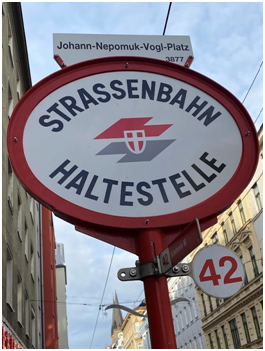 Johann-Nepomuk-Vogl-Platz
3877
STRASSENBAHN
HALTESTELLE
42